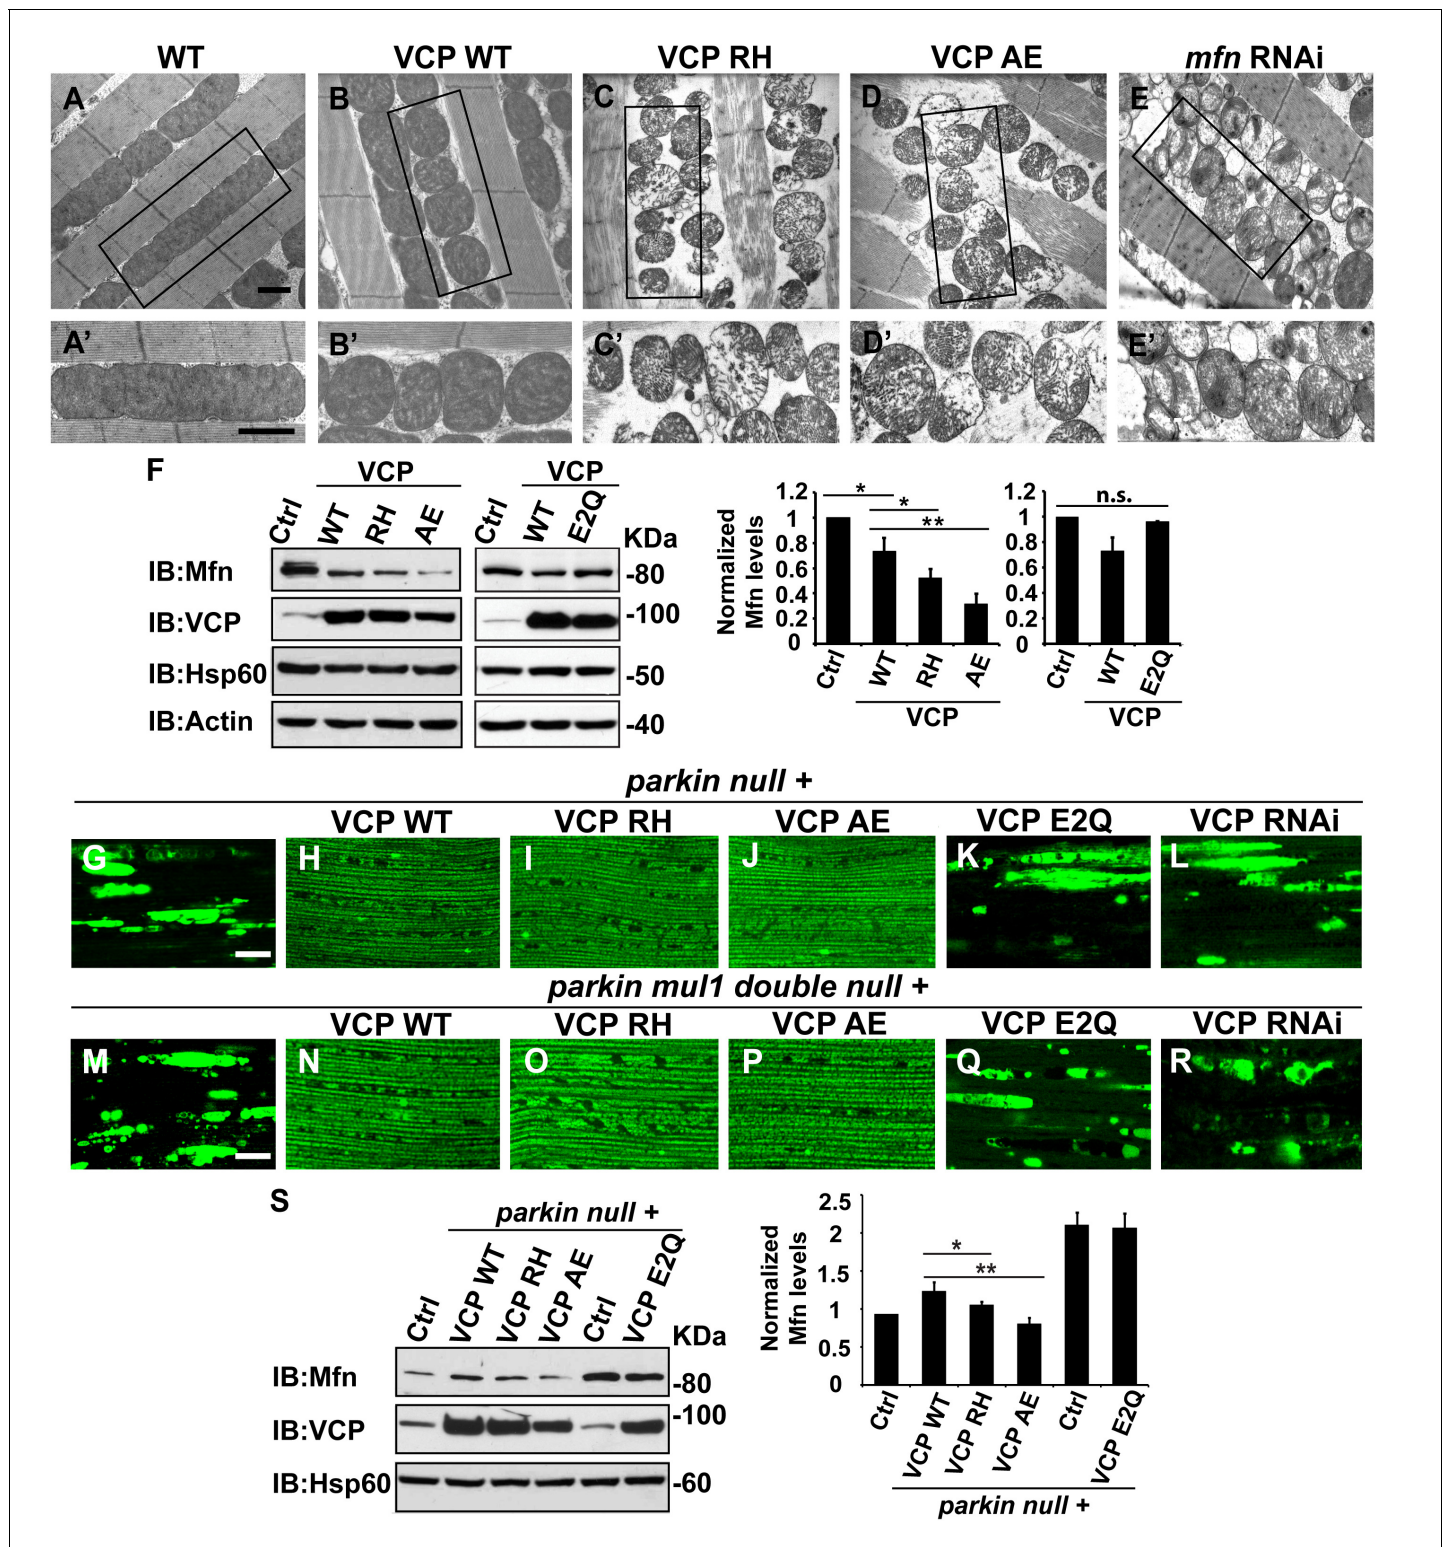 WT VCP WT VCP RH VCP AE mfn RNAi
A B C D E
A' B' C' D' E'
F
VCP VCP
Ctrl WT RH AE Ctrl WT E2Q KDa
IB:Mfn -80
IB:VCP -100
IB:Hsp60 -50
IB:Actin -40
Normalized
Mfn levels
1.2
1
0.8
0.6
0.4
0.2
0
* * **
Ctrl WT RH AE
VCP
1.2
1
0.8
0.6
0.4
0.2
0
n.s.
Ctrl WT E2Q
VCP
parkin null +
VCP WT VCP RH VCP AE VCP E2Q VCP RNAi
G H I J K L
parkin mul1 double null +
VCP WT VCP RH VCP AE VCP E2Q VCP RNAi
M N O P Q R
S
parkin null +
Ctrl VCP WT VCP RH VCP AE Ctrl VCP E2Q KDa
IB:Mfn -80
IB:VCP -100
IB:Hsp60 -60
Normalized
Mfn levels
2.5
2
1.5
1
0.5
0
* **
Ctrl VCP WT VCP RH VCP AE Ctrl VCP E2Q
parkin null +